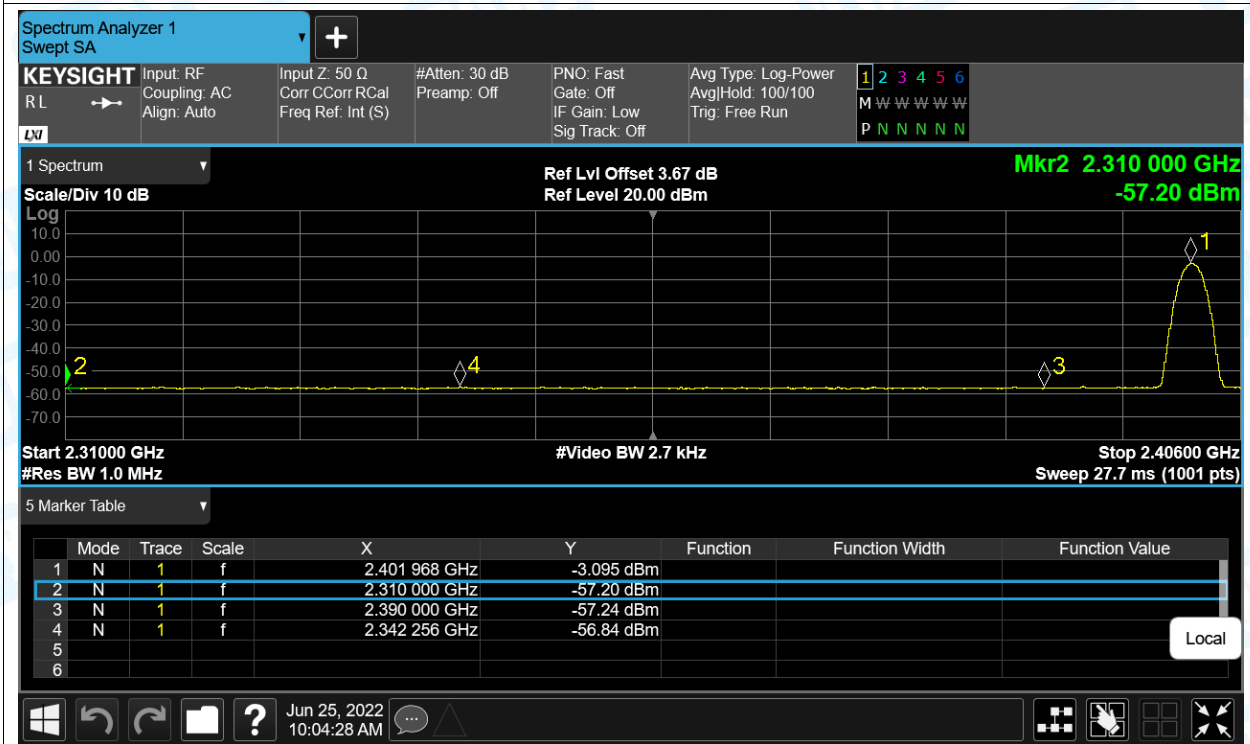 Spectrum Analyzer 1
Swept SA
KEYSIGHT
RL
LXI
Input: RF
Coupling: AC
Align: Auto
Input Z: 50 Ω
Corr CCorr RCal
Freq Ref: Int (S)
#Atten: 30 dB
Preamp: Off
PNO: Fast
Gate: Off
IF Gain: Low
Sig Track: Off
Avg Type: Log-Power
Avg|Hold: 100/100
Trig: Free Run
1 2 3 4 5 6
M W W W W W
P N N N N N
1 Spectrum
Scale/Div 10 dB
Ref Lvl Offset 3.67 dB
Ref Level 20.00 dBm
Mkr2 2.310 000 GHz
-57.20 dBm
Log
10.0
0.00
-10.0
-20.0
-30.0
-40.0
-50.0
-60.0
-70.0
1
2
4
3
Start 2.31000 GHz
#Video BW 2.7 kHz
Stop 2.40600 GHz
#Res BW 1.0 MHz
Sweep 27.7 ms (1001 pts)
5 Marker Table
Mode Trace Scale X Y Function Function Width Function Value
1 N 1 f 2.401 968 GHz -3.095 dBm
2 N 1 f 2.310 000 GHz -57.20 dBm
3 N 1 f 2.390 000 GHz -57.24 dBm
4 N 1 f 2.342 256 GHz -56.84 dBm
5
6
Local
?
Jun 25, 2022
10:04:28 AM